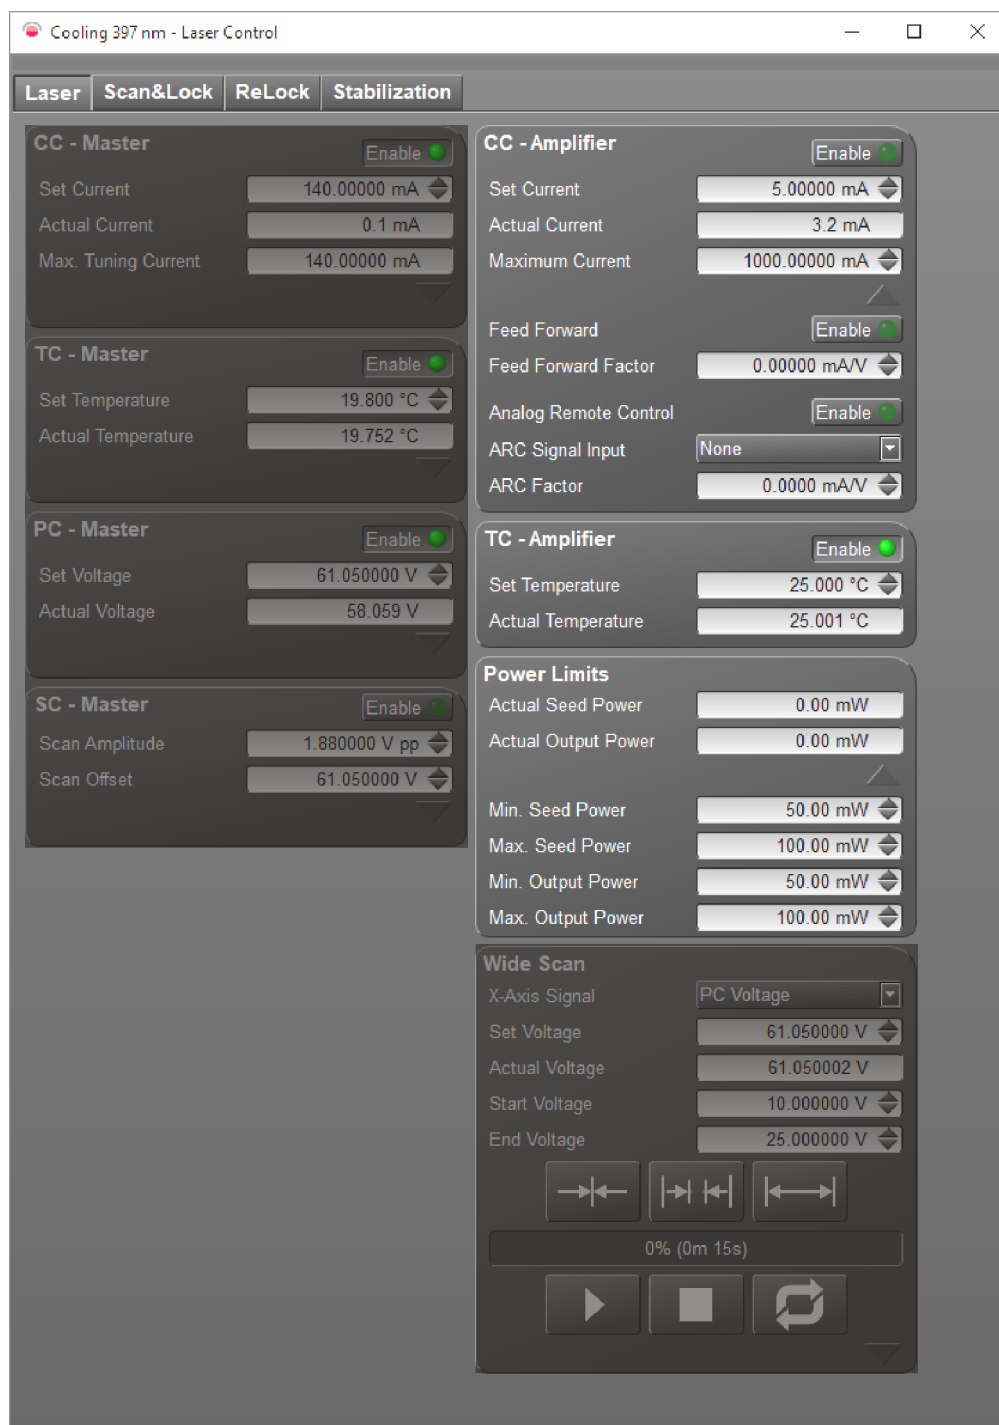 Cooling 397 nm - Laser Control
Laser Scan&Lock ReLock Stabilization
CC - Master
Enable
Set Current 140.00000 mA
Actual Current 0.1 mA
Max. Tuning Current 140.00000 mA
TC - Master
Enable
Set Temperature 19.800 °C
Actual Temperature 19.752 °C
PC - Master
Enable
Set Voltage 61.050000 V
Actual Voltage 58.059 V
SC - Master
Enable
Scan Amplitude 1.880000 V pp
Scan Offset 61.050000 V
CC - Amplifier
Enable
Set Current 5.00000 mA
Actual Current 3.2 mA
Maximum Current 1000.00000 mA
Feed Forward Enable
Feed Forward Factor 0.00000 mA/V
Analog Remote Control Enable
ARC Signal Input None
ARC Factor 0.0000 mA/V
TC - Amplifier
Enable
Set Temperature 25.000 °C
Actual Temperature 25.001 °C
Power Limits
Actual Seed Power 0.00 mW
Actual Output Power 0.00 mW
Min. Seed Power 50.00 mW
Max. Seed Power 100.00 mW
Min. Output Power 50.00 mW
Max. Output Power 100.00 mW
Wide Scan
X-Axis Signal PC Voltage
Set Voltage 61.050000 V
Actual Voltage 61.050002 V
Start Voltage 10.000000 V
End Voltage 25.000000 V
0% (0m 15s)